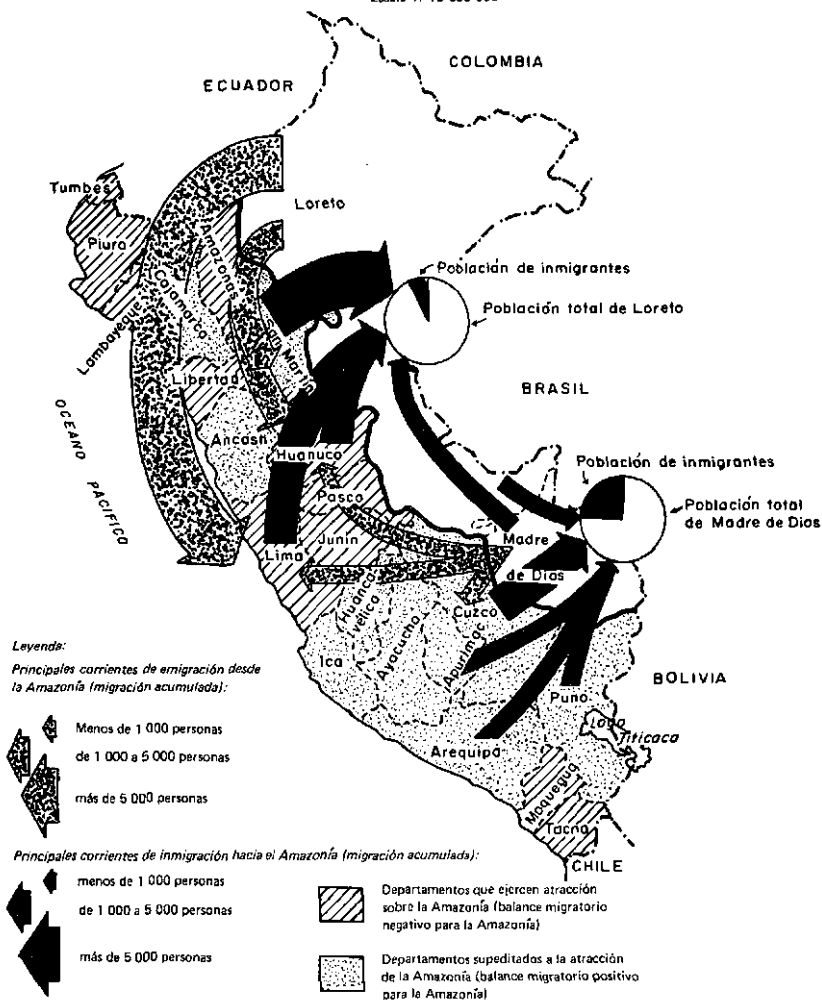 COLOMBIA
ECUADOR
Tumbes
Loreto
Piura
Amazonas
Población de inmigrantes
Cajamarca
Población total de Loreto
Lambayeque
San Martín
Libertad
BRASIL
OCEANO PACIFICO
Ancash
Huanuco
Población de inmigrantes
Pasco
Población total
de Madre de Dios
Lima
Junín
Madre
de Dios
Huanca
velica
Cuzco
Ayacucho
Apurimac
Ica
BOLIVIA
Puno
Lago
Titicaca
Arequipa
Moquegua
Tacna
CHILE
Leyenda:
Principales corrientes de emigración desde
la Amazonía (migración acumulada):
Menos de 1 000 personas
de 1 000 a 5 000 personas
más de 5 000 personas
Principales corrientes de inmigración hacia el Amazonía (migración acumulada):
menos de 1 000 personas
de 1 000 a 5 000 personas
más de 5 000 personas
Departamentos que ejercen atracción
sobre la Amazonía (balance migratorio
negativo para la Amazonía)
Departamentos supeditados a la atracción
de la Amazonía (balance migratorio positivo
para la Amazonía)